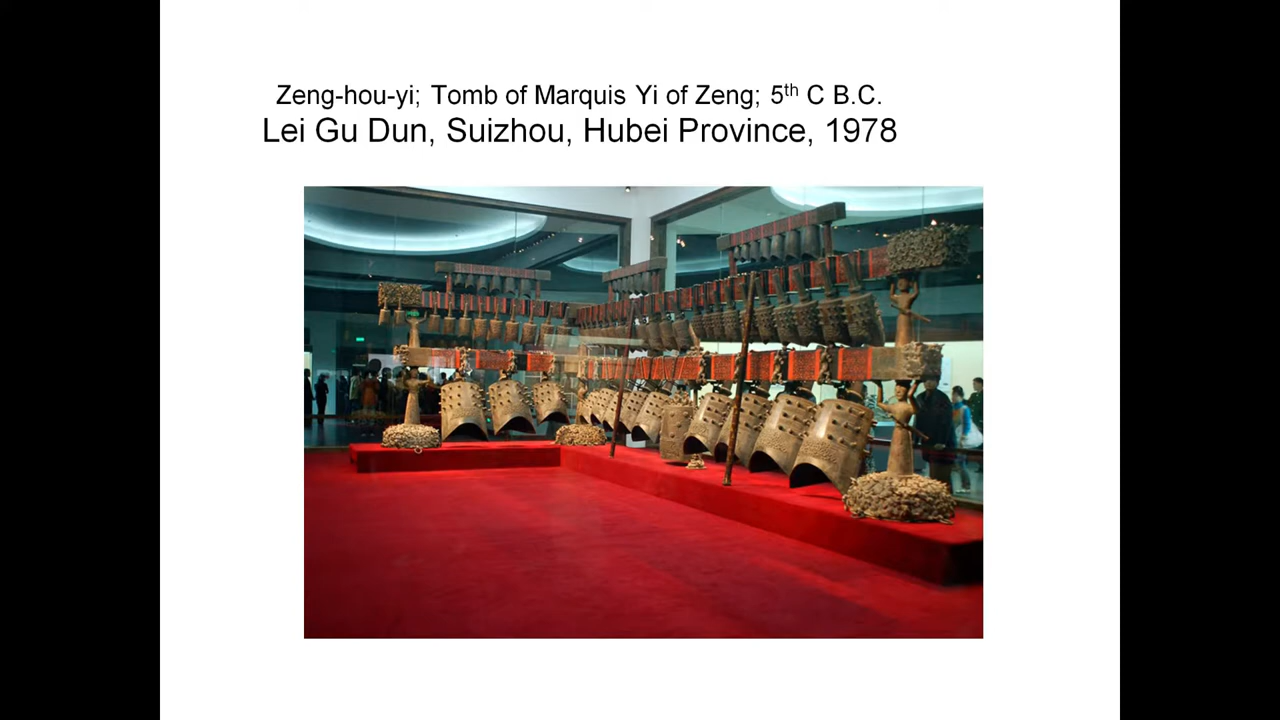 Zeng-hou-yi; Tomb of Marquis Yi of Zeng; 5th C B.C.
Lei Gu Dun, Suizhou, Hubei Province, 1978